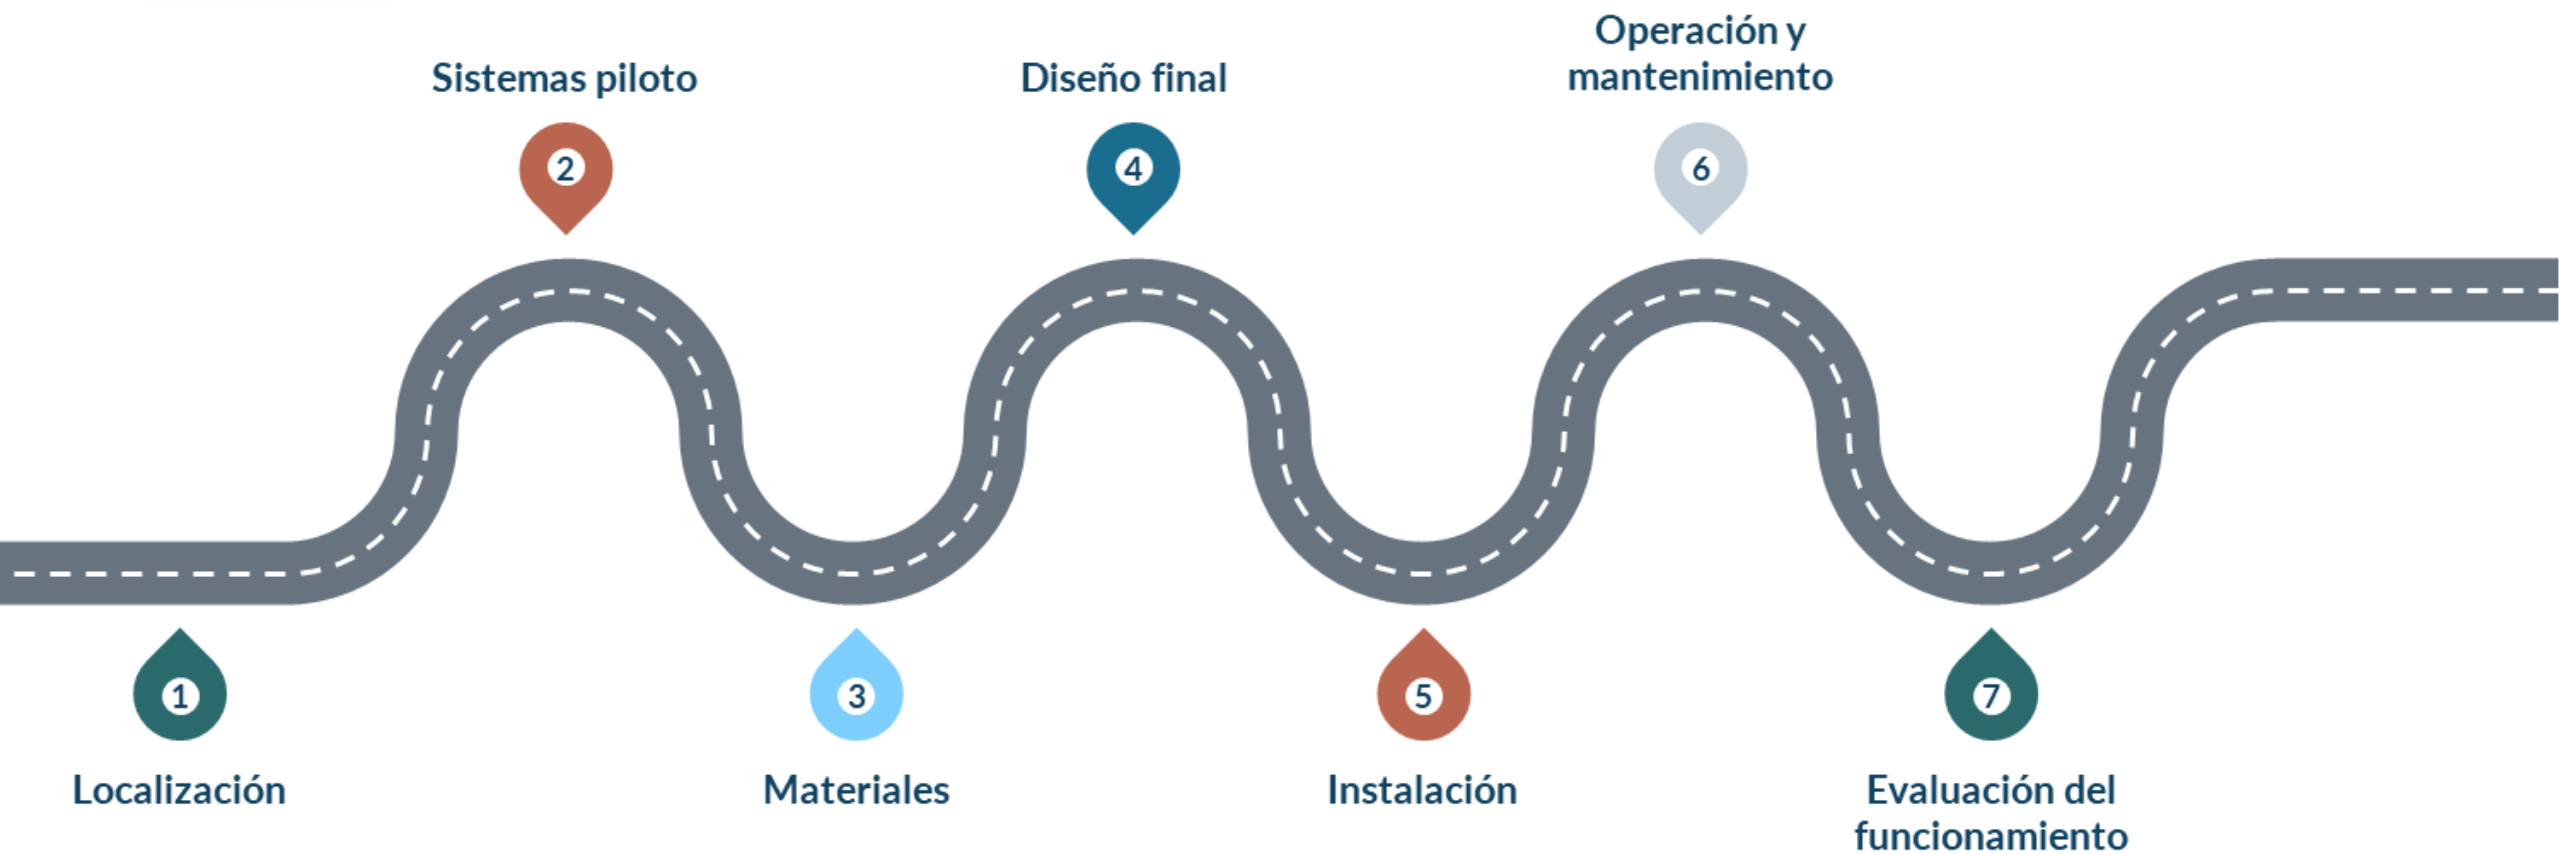 Operación y
mantenimiento
Sistemas piloto
Diseño final
2
4
6
1
3
5
7
Localización
Materiales
Instalación
Evaluación del
funcionamiento